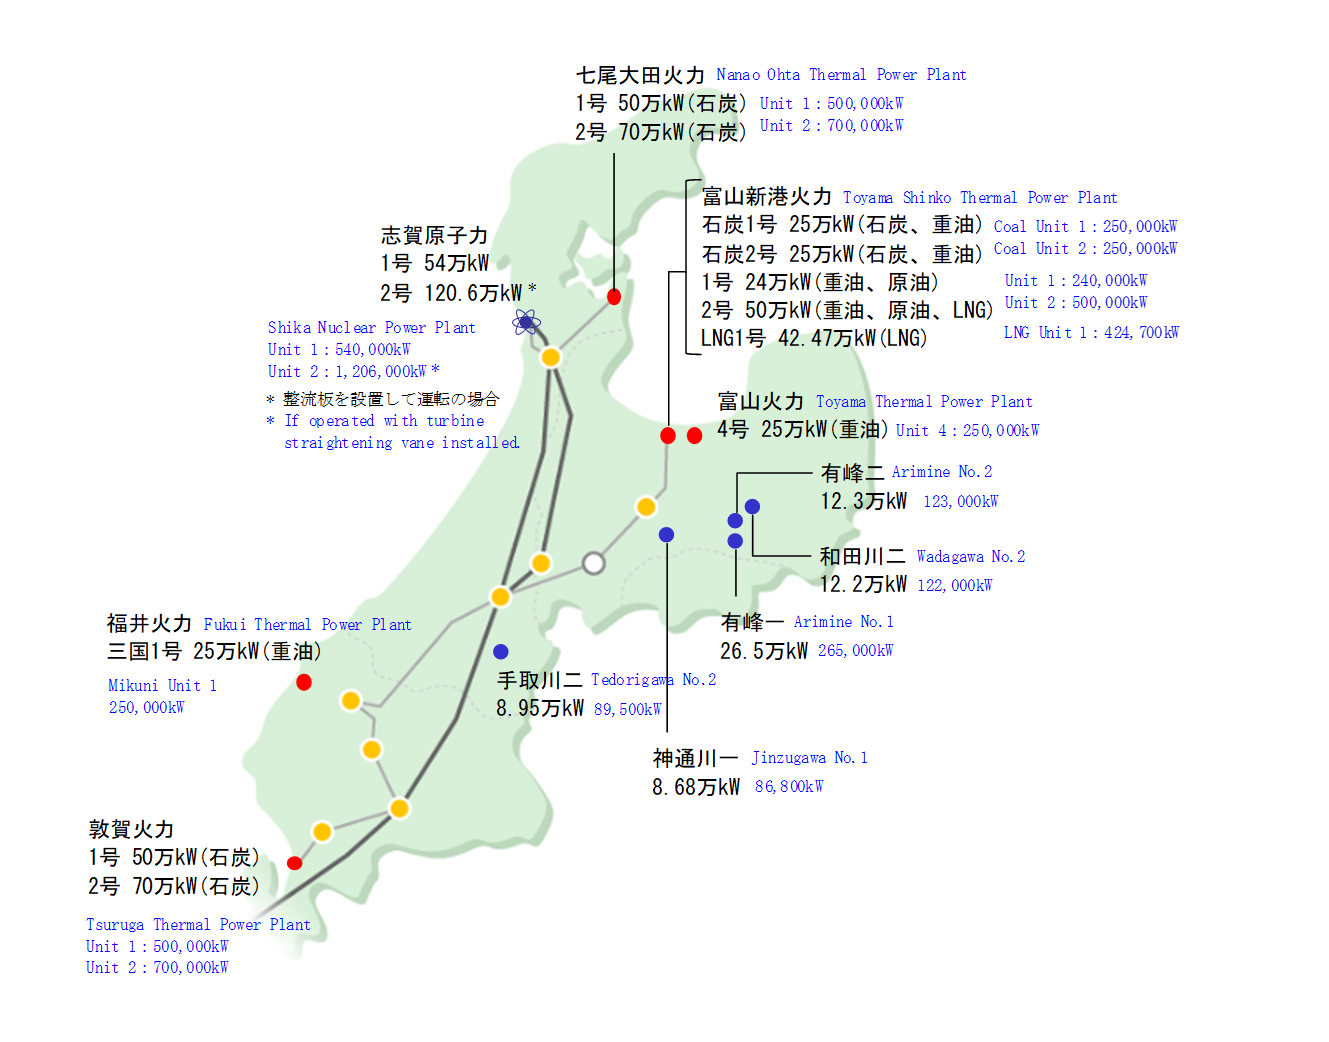 七尾大田火力 Nanao Ohta Thermal Power Plant
1号 50万kW(石炭) Unit 1:500,000kW
2号 70万kW(石炭) Unit 2:700,000kW
富山新港火力 Toyama Shinko Thermal Power Plant
石炭1号 25万kW(石炭、重油) Coal Unit 1:250,000kW
石炭2号 25万kW(石炭、重油) Coal Unit 2:250,000kW
1号 24万kW(重油、原油) Unit 1:240,000kW
2号 50万kW(重油、原油、LNG) Unit 2:500,000kW
LNG1号 42.47万kW(LNG) LNG Unit 1:424,700kW
志賀原子力
1号 54万kW
2号 120.6万kW*
Shika Nuclear Power Plant
Unit 1:540,000kW
Unit 2:1,206,000kW*
* 整流板を設置して運転の場合
* If operated with turbine
straightening vane installed.
富山火力 Toyama Thermal Power Plant
4号 25万kW(重油) Unit 4:250,000kW
有峰二 Arimine No.2
12.3万kW 123,000kW
和田川二 Wadagawa No.2
12.2万kW 122,000kW
有峰一 Arimine No.1
26.5万kW 265,000kW
福井火力 Fukui Thermal Power Plant
三国1号 25万kW(重油)
Mikuni Unit 1
250,000kW
手取川二 Tedorigawa No.2
8.95万kW 89,500kW
神通川一 Jinzugawa No.1
8.68万kW 86,800kW
敦賀火力
1号 50万kW(石炭)
2号 70万kW(石炭)
Tsuruga Thermal Power Plant
Unit 1:500,000kW
Unit 2:700,000kW